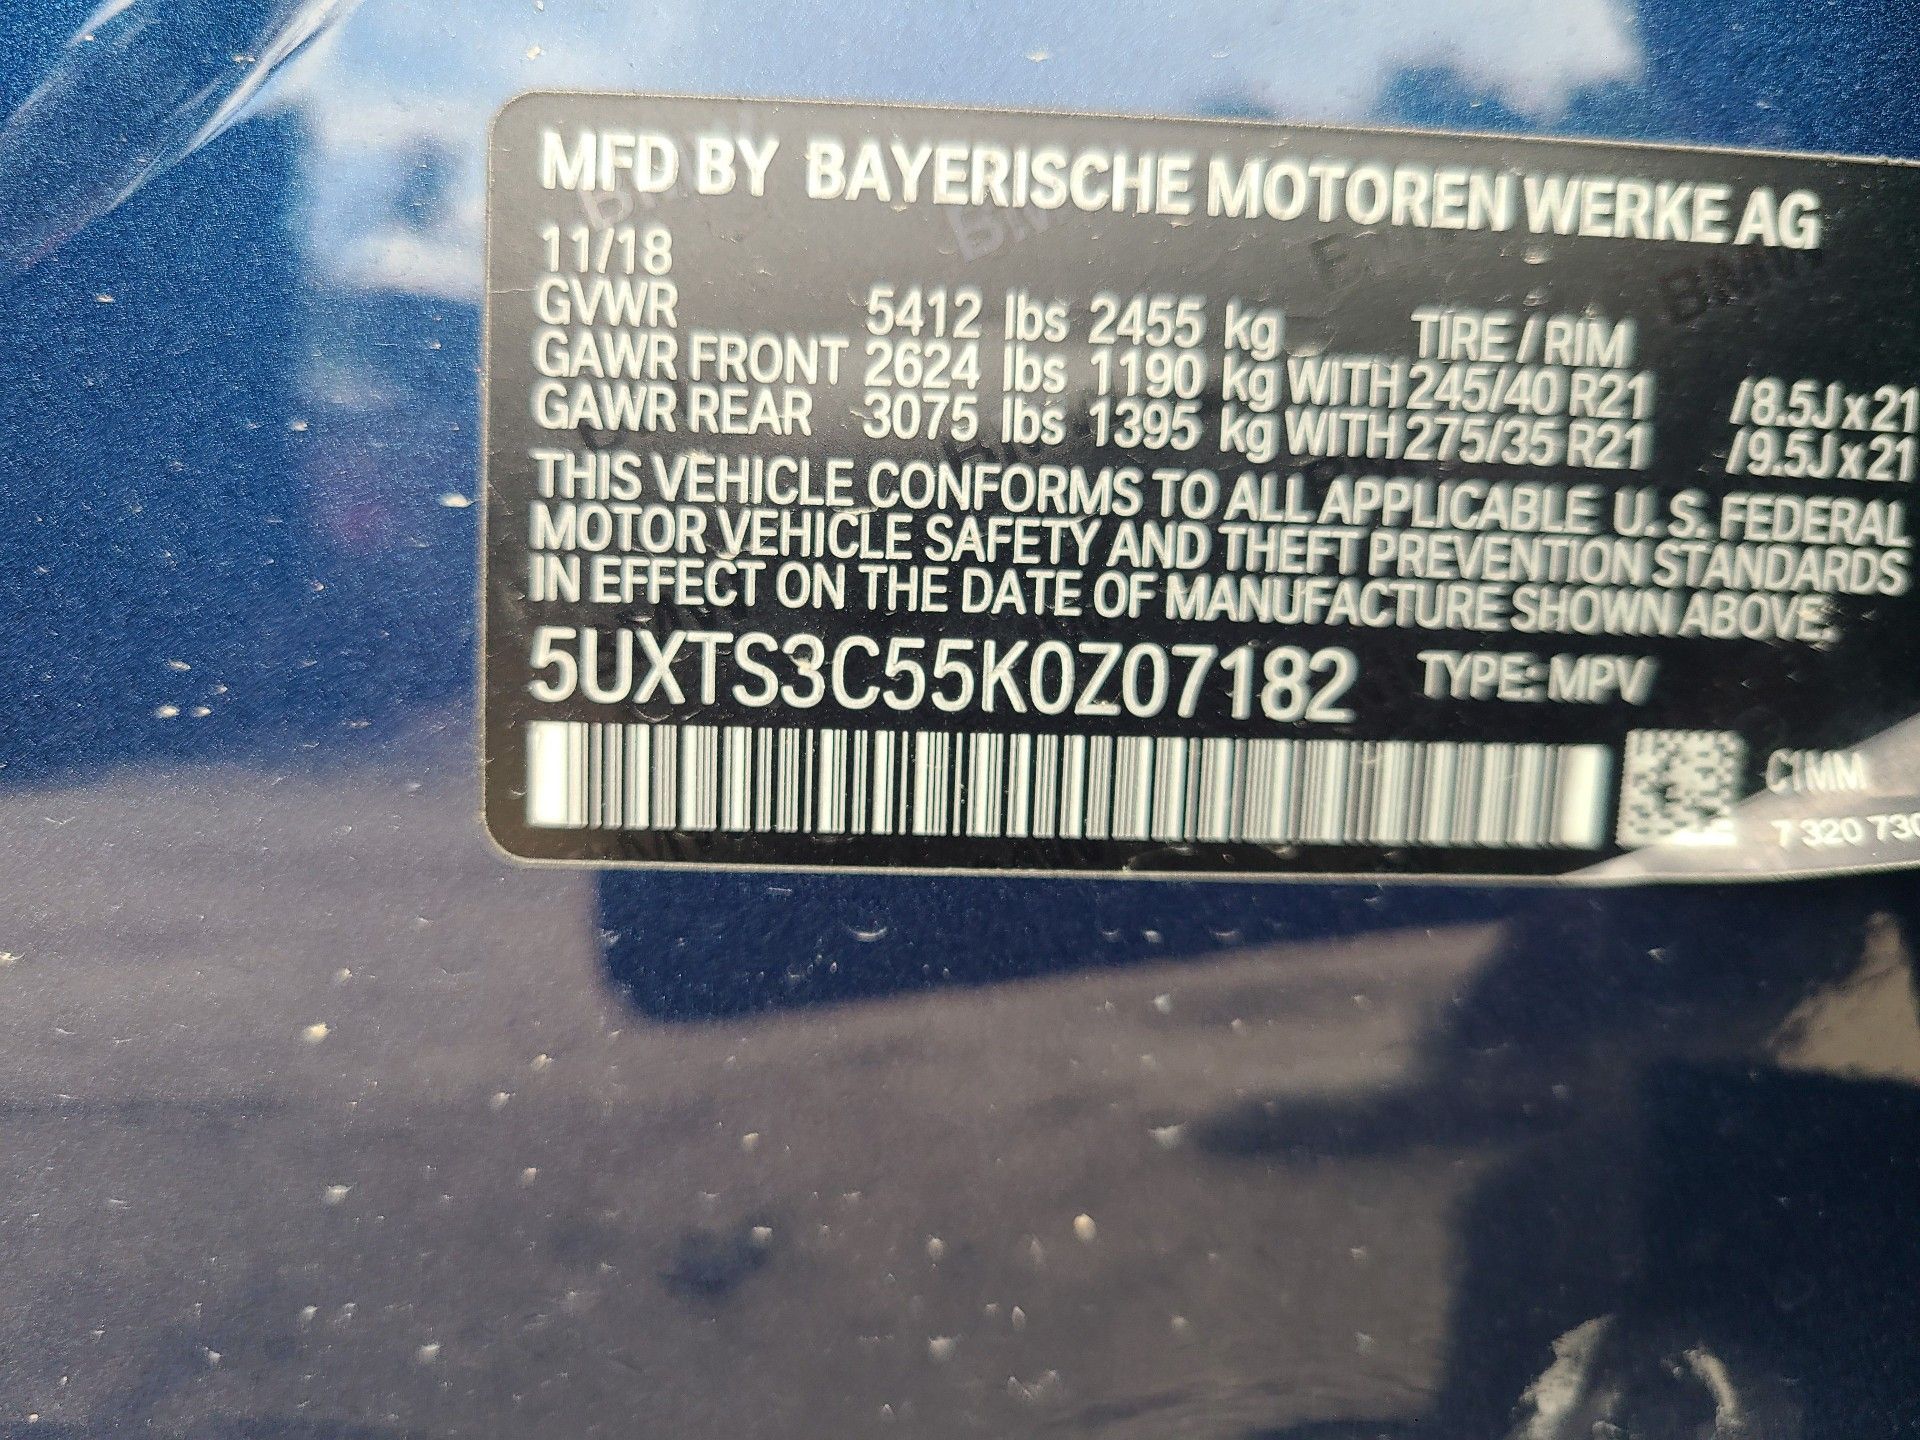 MFD BY BAYERISCHE MOTOREN WERKE AG
11/18
GVWR 5412 lbs 2455 kg TIRE / RIM
GAWR FRONT 2624 lbs 1190 kg WITH 245/40 R21 /8.5J x 21
GAWR REAR 3075 lbs 1395 kg WITH 275/35 R21 /9.5J x 21
THIS VEHICLE CONFORMS TO ALL APPLICABLE U.S. FEDERAL
MOTOR VEHICLE SAFETY AND THEFT PREVENTION STANDARDS
IN EFFECT ON THE DATE OF MANUFACTURE SHOWN ABOVE.
5UXTS3C55K0Z07182 TYPE: MPV
C1MM
7 320 730